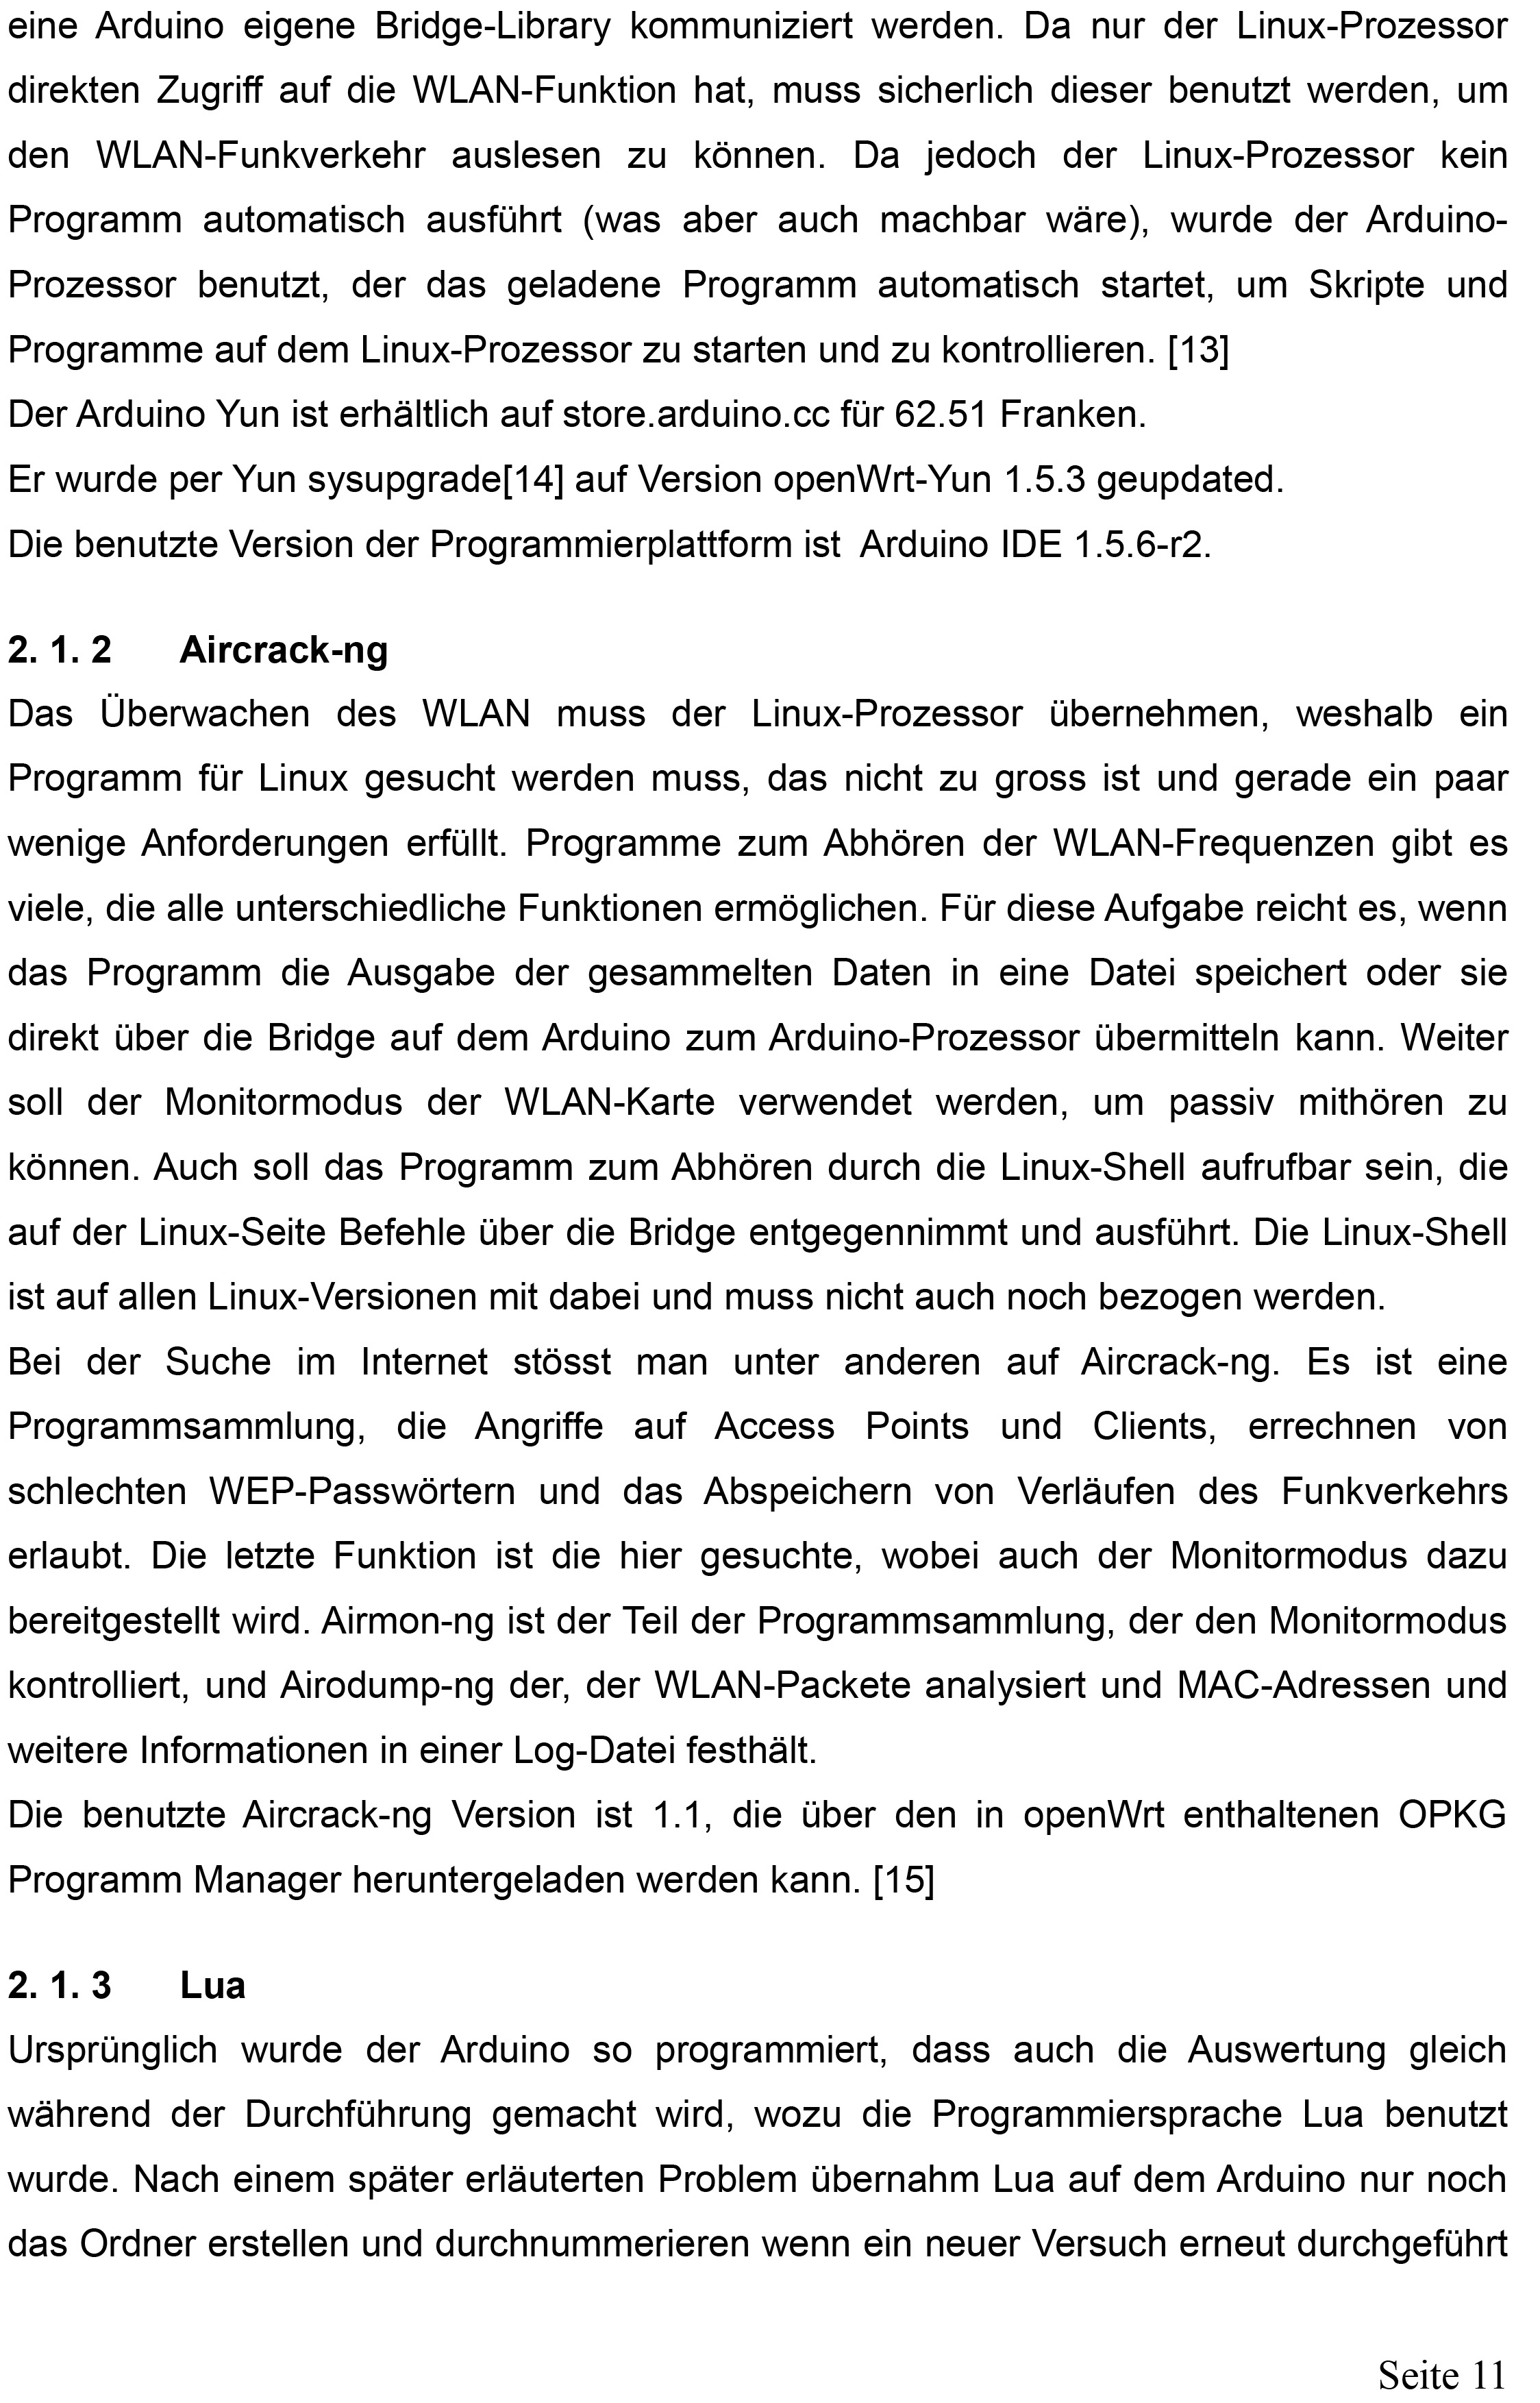 eine Arduino eigene Bridge-Library kommuniziert werden. Da nur der Linux-Prozessor
direkten Zugriff auf die WLAN-Funktion hat, muss sicherlich dieser benutzt werden, um
den WLAN-Funkverkehr auslesen zu können. Da jedoch der Linux-Prozessor kein
Programm automatisch ausführt (was aber auch machbar wäre), wurde der Arduino-
Prozessor benutzt, der das geladene Programm automatisch startet, um Skripte und
Programme auf dem Linux-Prozessor zu starten und zu kontrollieren. [13]
Der Arduino Yun ist erhältlich auf store.arduino.cc für 62.51 Franken.
Er wurde per Yun sysupgrade[14] auf Version openWrt-Yun 1.5.3 geupdated.
Die benutzte Version der Programmierplattform ist  Arduino IDE 1.5.6-r2.
2. 1. 2 Aircrack-ng
Das Überwachen des WLAN muss der Linux-Prozessor übernehmen, weshalb ein
Programm für Linux gesucht werden muss, das nicht zu gross ist und gerade ein paar
wenige Anforderungen erfüllt. Programme zum Abhören der WLAN-Frequenzen gibt es
viele, die alle unterschiedliche Funktionen ermöglichen. Für diese Aufgabe reicht es, wenn
das Programm die Ausgabe der gesammelten Daten in eine Datei speichert oder sie
direkt über die Bridge auf dem Arduino zum Arduino-Prozessor übermitteln kann. Weiter
soll der Monitormodus der WLAN-Karte verwendet werden, um passiv mithören zu
können. Auch soll das Programm zum Abhören durch die Linux-Shell aufrufbar sein, die
auf der Linux-Seite Befehle über die Bridge entgegennimmt und ausführt. Die Linux-Shell
ist auf allen Linux-Versionen mit dabei und muss nicht auch noch bezogen werden.
Bei der Suche im Internet stösst man unter anderen auf Aircrack-ng. Es ist eine
Programmsammlung, die Angriffe auf Access Points und Clients, errechnen von
schlechten WEP-Passwörtern und das Abspeichern von Verläufen des Funkverkehrs
erlaubt. Die letzte Funktion ist die hier gesuchte, wobei auch der Monitormodus dazu
bereitgestellt wird. Airmon-ng ist der Teil der Programmsammlung, der den Monitormodus
kontrolliert, und Airodump-ng der, der WLAN-Packete analysiert und MAC-Adressen und
weitere Informationen in einer Log-Datei festhält.
Die benutzte Aircrack-ng Version ist 1.1, die über den in openWrt enthaltenen OPKG
Programm Manager heruntergeladen werden kann. [15]
2. 1. 3 Lua
Ursprünglich wurde der Arduino so programmiert, dass auch die Auswertung gleich
während der Durchführung gemacht wird, wozu die Programmiersprache Lua benutzt
wurde. Nach einem später erläuterten Problem übernahm Lua auf dem Arduino nur noch
das Ordner erstellen und durchnummerieren wenn ein neuer Versuch erneut durchgeführt
Seite 11